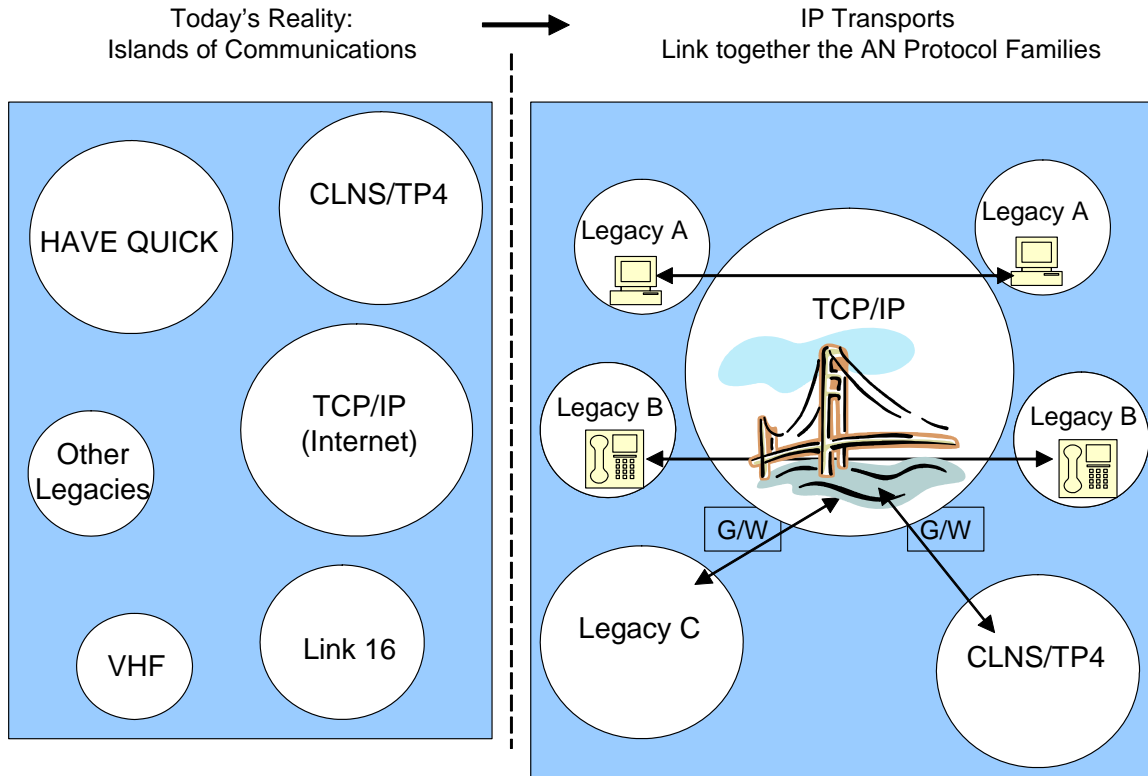 Today’s Reality:
Islands of Communications
IP Transports
Link together the AN Protocol Families
HAVE QUICK
CLNS/TP4
TCP/IP
(Internet)
Other
Legacies
VHF
Link 16
Legacy A
Legacy A
TCP/IP
Legacy B
Legacy B
G/W
G/W
Legacy C
CLNS/TP4